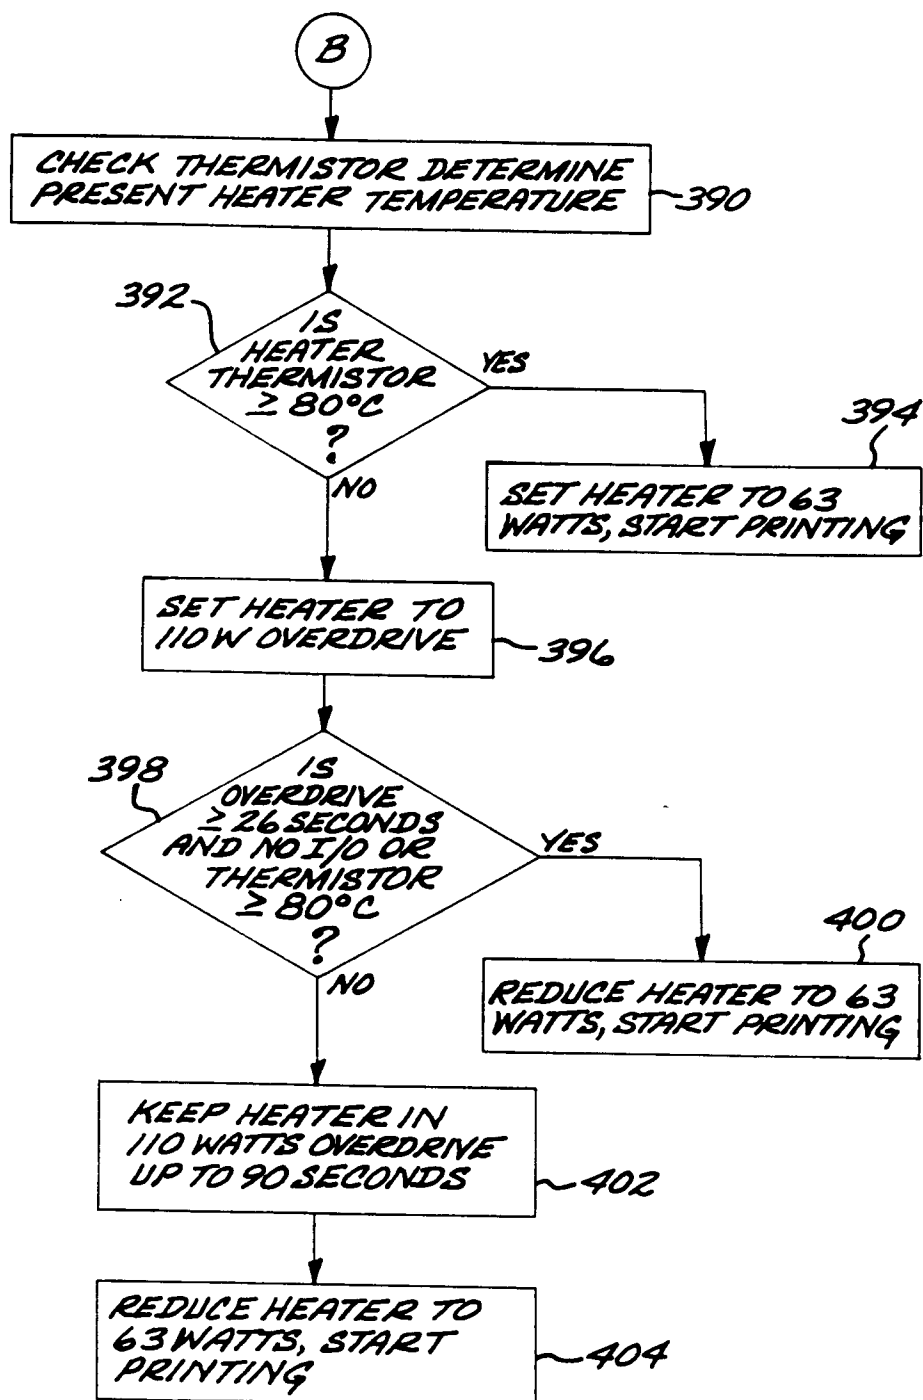 B
CHECK THERMISTOR DETERMINE
PRESENT HEATER TEMPERATURE
390
392
IS
HEATER
THERMISTOR
≥ 80°C
?
YES
NO
394
SET HEATER TO 63
WATTS, START PRINTING
SET HEATER TO
110 W OVERDRIVE
396
398
IS
OVERDRIVE
≥ 26 SECONDS
AND NO I/O OR
THERMISTOR
≥ 80°C
?
YES
NO
400
REDUCE HEATER TO 63
WATTS, START PRINTING
KEEP HEATER IN
110 WATTS OVERDRIVE
UP TO 90 SECONDS
402
REDUCE HEATER TO
63 WATTS, START
PRINTING
404